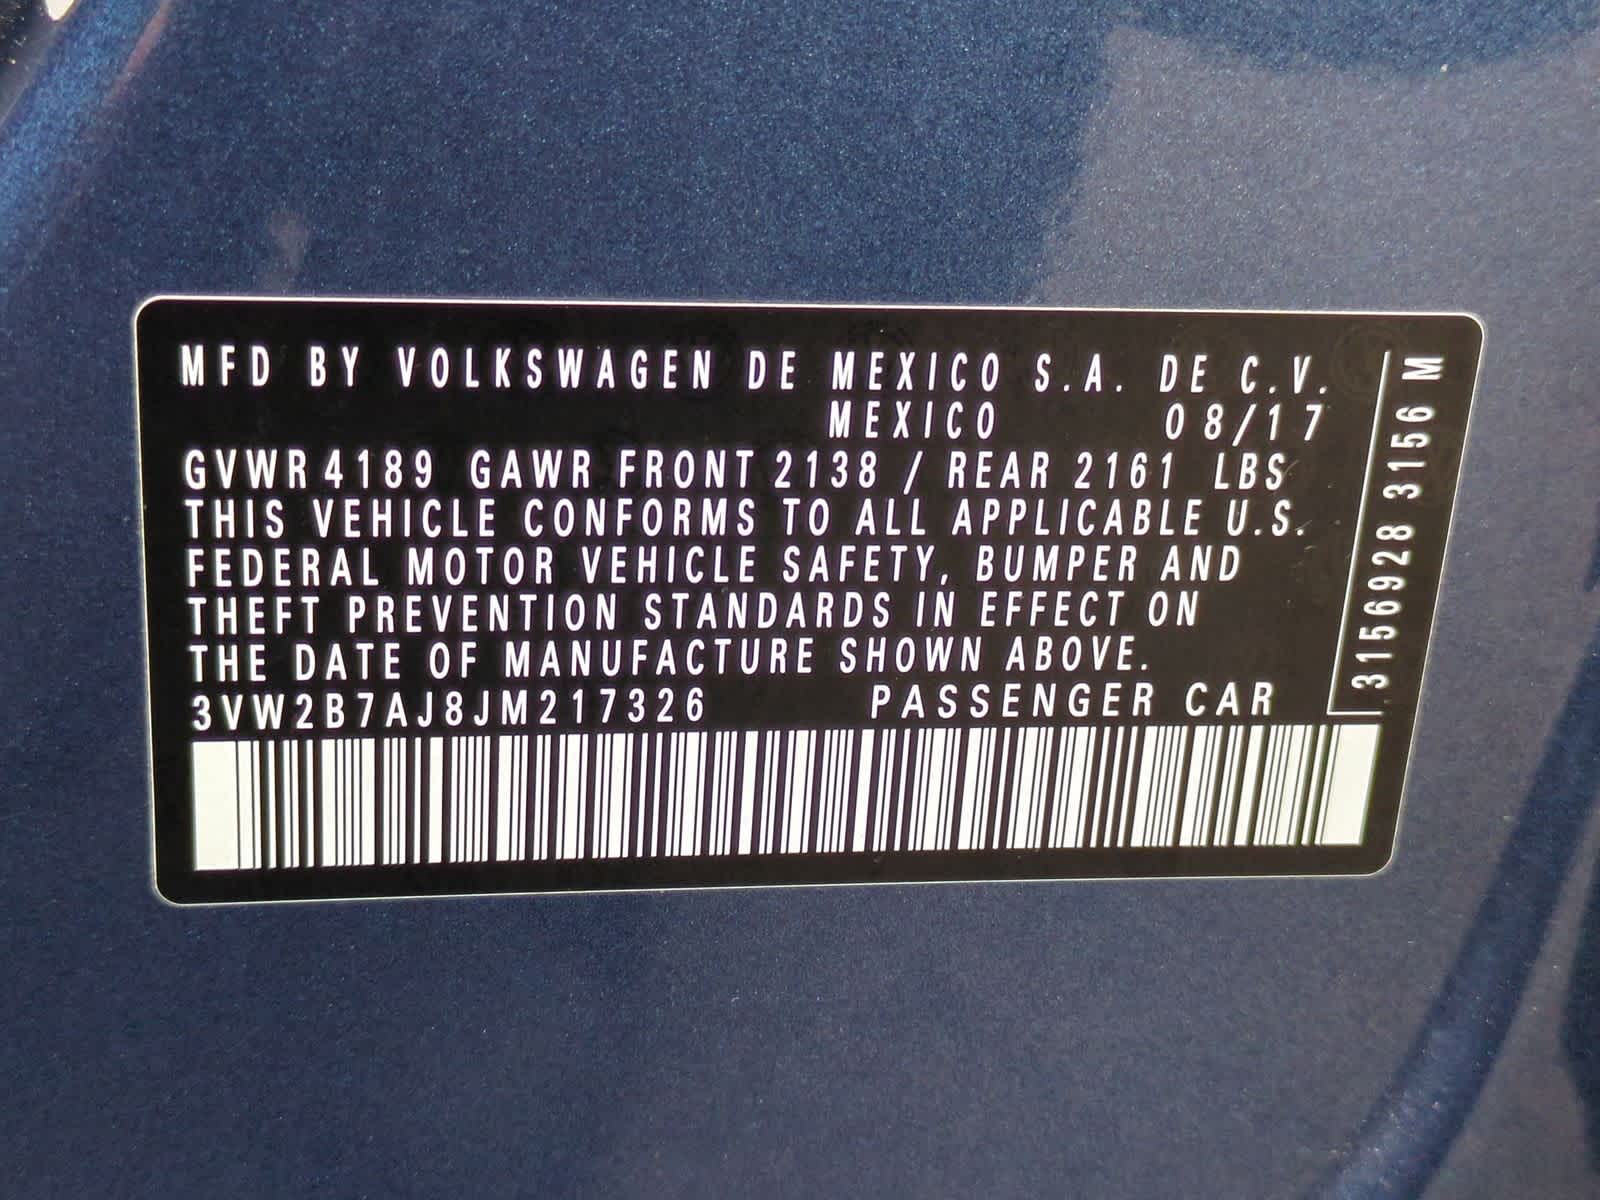 MFD BY VOLKSWAGEN DE MEXICO S.A. DE C.V.
MEXICO 08/17
GVWR 4189 GAWR FRONT 2138 / REAR 2161 LBS
THIS VEHICLE CONFORMS TO ALL APPLICABLE U.S.
FEDERAL MOTOR VEHICLE SAFETY, BUMPER AND
THEFT PREVENTION STANDARDS IN EFFECT ON
THE DATE OF MANUFACTURE SHOWN ABOVE.
3VW2B7AJ8JM217326 PASSENGER CAR
3156928 3156 M